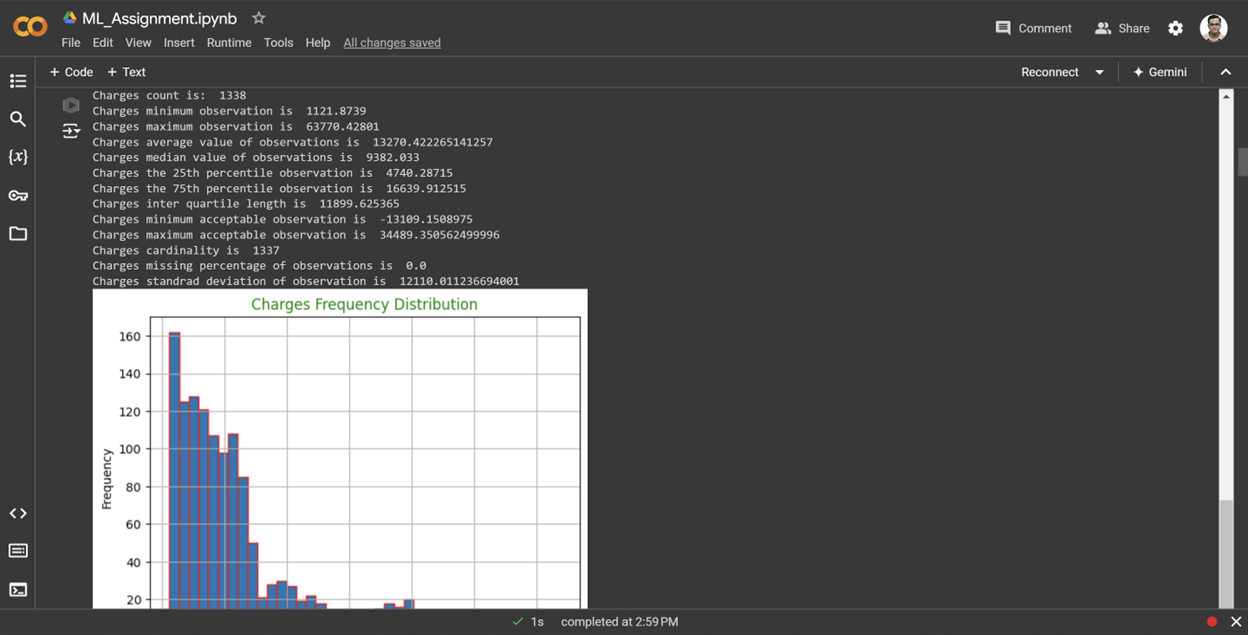 ML_Assignment.ipynb
File Edit View Insert Runtime Tools Help All changes saved
Comment Share
+ Code + Text
Reconnect Gemini
Charges count is:  1338
Charges minimum observation is  1121.8739
Charges maximum observation is  63770.42801
Charges average value of observations is  13270.422265141257
Charges median value of observations is  9382.033
Charges the 25th percentile observation is  4740.28715
Charges the 75th percentile observation is  16639.912515
Charges inter quartile length is  11899.625365
Charges minimum acceptable observation is  -13109.1508975
Charges maximum acceptable observation is  34489.350562499996
Charges cardinality is  1337
Charges missing percentage of observations is  0.0
Charges standrad deviation of observation is  12110.011236694001
Charges Frequency Distribution
160
140
120
100
80
60
40
20
Frequency
{x}
1s completed at 2:59 PM